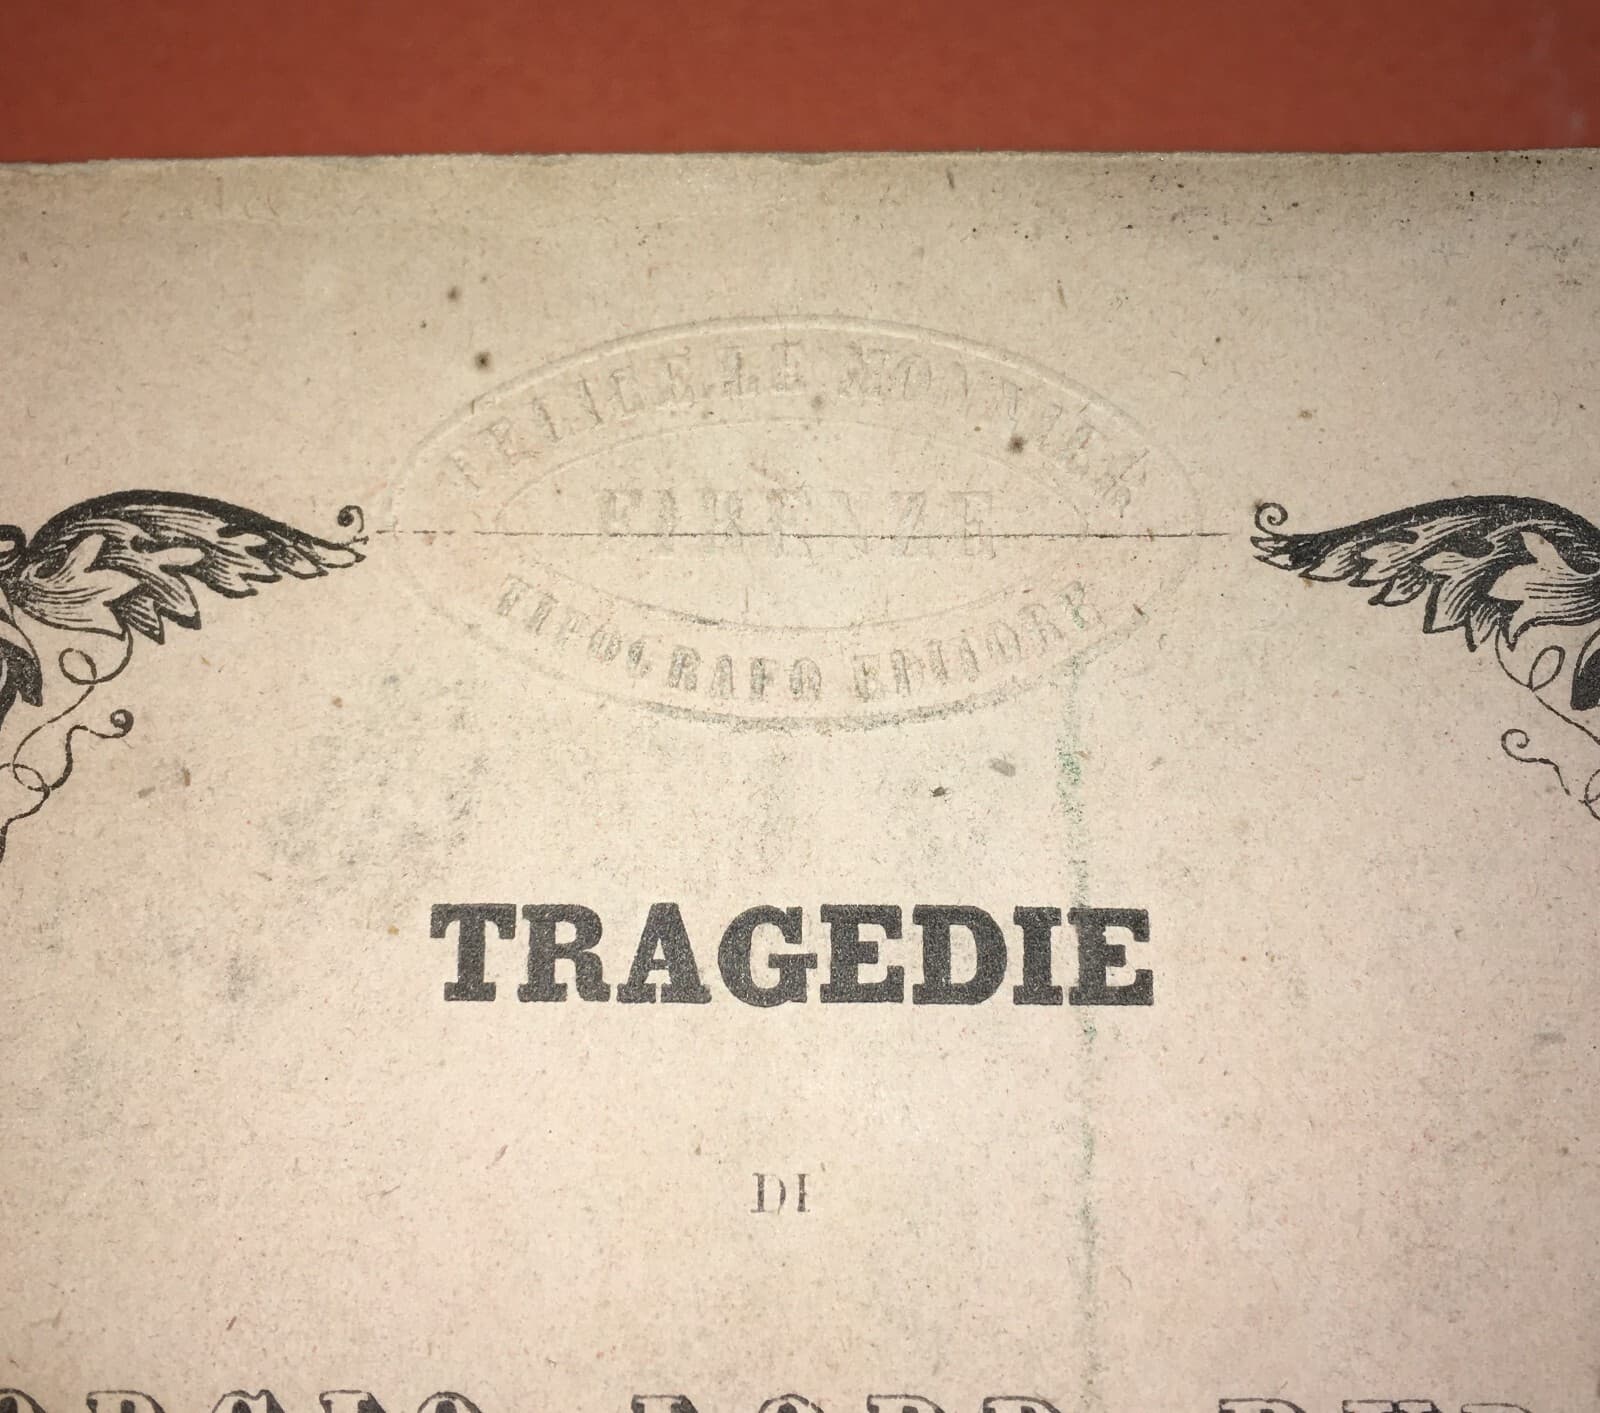 FELICE LE MONNIER
FIRENZE
TIPOGRAFO EDITORE
TRAGEDIE
DI